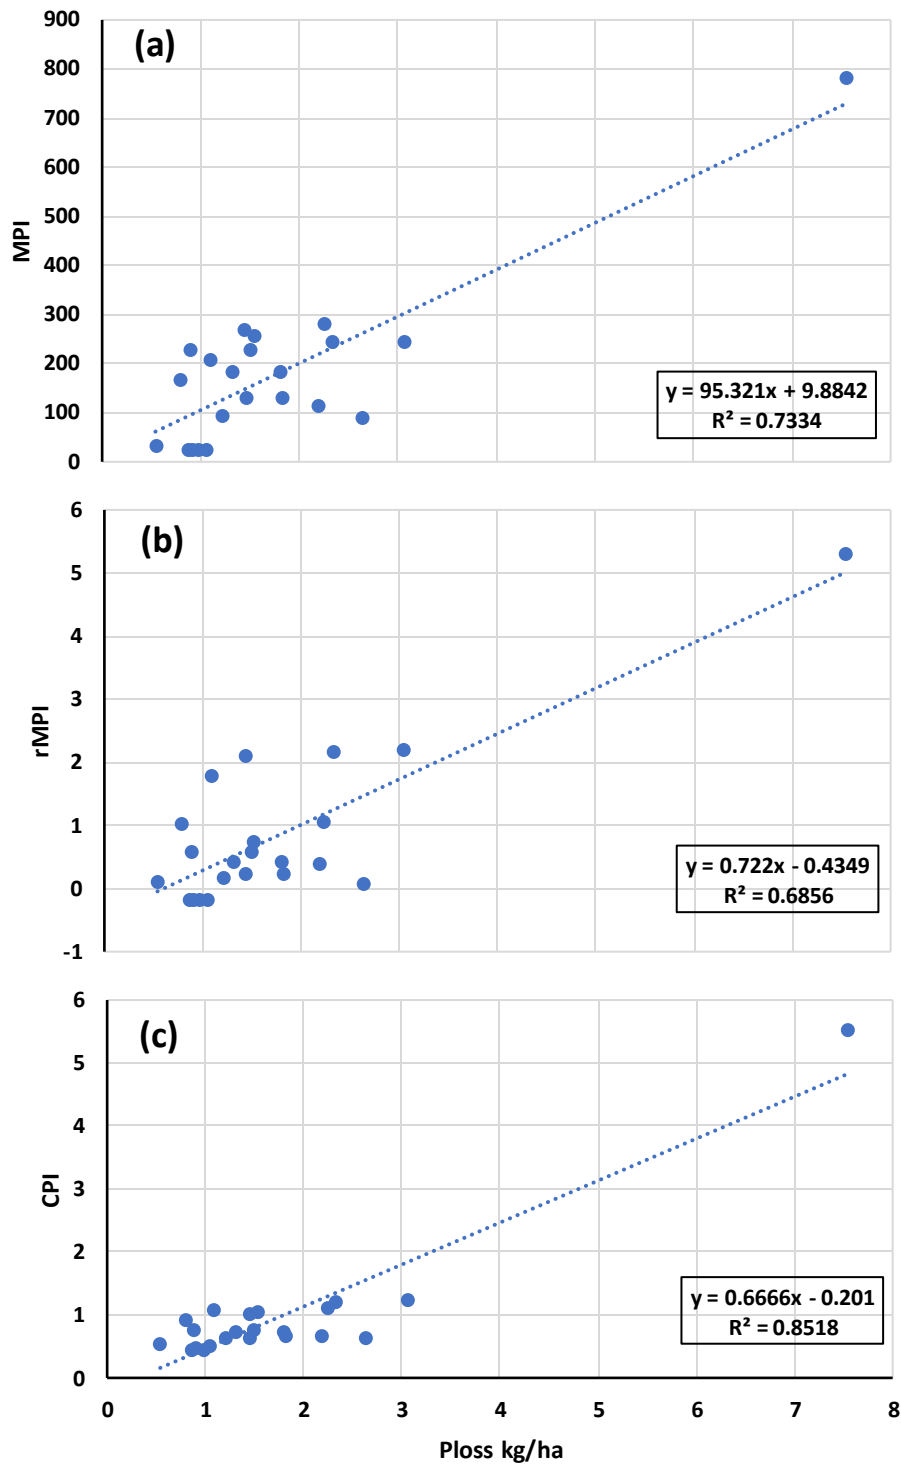 (a)
MPI
900
800
700
600
500
400
300
200
100
0
y = 95.321x + 9.8842
R² = 0.7334
(b)
rMPI
6
5
4
3
2
1
0
-1
y = 0.722x - 0.4349
R² = 0.6856
(c)
CPI
6
5
4
3
2
1
0
y = 0.6666x - 0.201
R² = 0.8518
0 1 2 3 4 5 6 7 8
Ploss kg/ha